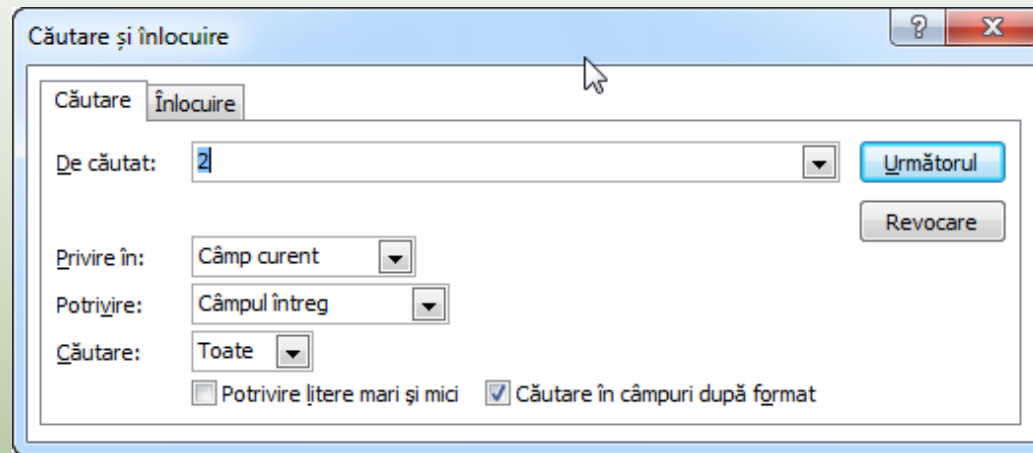 Căutare și înlocuire
Căutare Înlocuire
De căutat: 2 Următorul
Revocare
Privire în: Câmp curent
Potrivire: Câmpul întreg
Căutare: Toate
Potrivire litere mari și mici Căutare în câmpuri după format